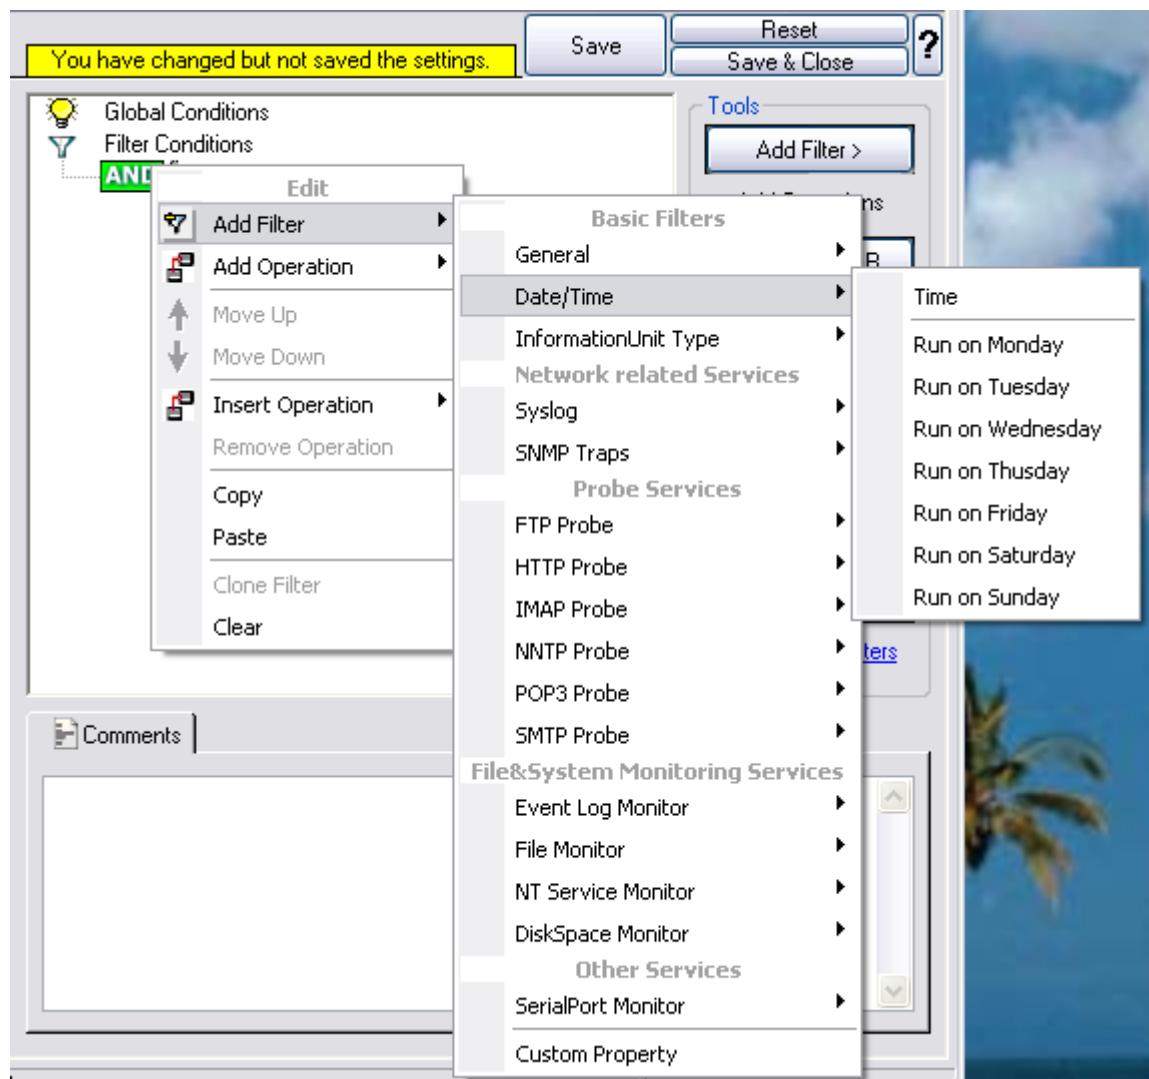 Reset
Save
You have changed but not saved the settings.
Save & Close
?
Tools
Global Conditions
Filter Conditions
Add Filter >
AND
Edit
Add Filter
Add Operation
Move Up
Move Down
Insert Operation
Remove Operation
Copy
Paste
Clone Filter
Clear
Basic Filters
General
Date/Time
InformationUnit Type
Network related Services
Syslog
SNMP Traps
Probe Services
FTP Probe
HTTP Probe
IMAP Probe
NNTP Probe
POP3 Probe
SMTP Probe
File&System Monitoring Services
Event Log Monitor
File Monitor
NT Service Monitor
DiskSpace Monitor
Other Services
SerialPort Monitor
Custom Property
Time
Run on Monday
Run on Tuesday
Run on Wednesday
Run on Thusday
Run on Friday
Run on Saturday
Run on Sunday
Comments